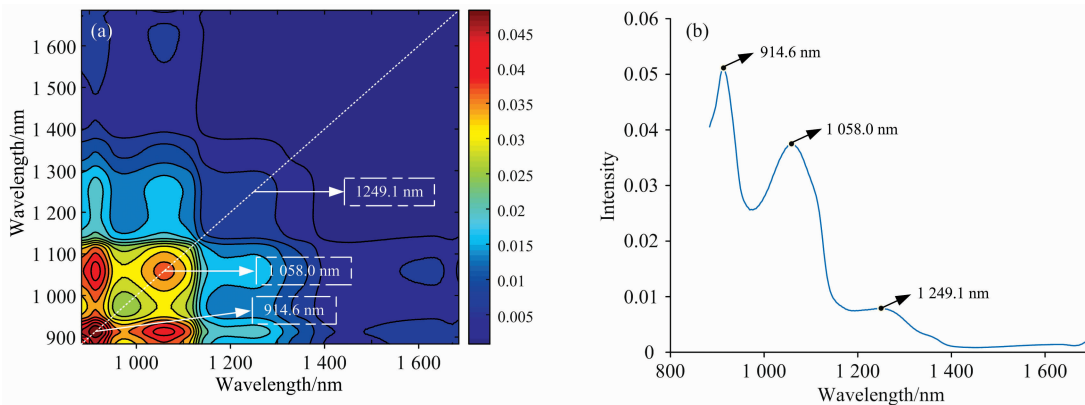 (a)
1 600
1 500
1 400
1 300
1 200
1 100
1 000
900
Wavelength/nm
1249.1 nm
1 058.0 nm
914.6 nm
1 000
1 200
1 400
1 600
Wavelength/nm
0.045
0.04
0.035
0.03
0.025
0.02
0.015
0.01
0.005
(b)
0.06
0.05
0.04
0.03
0.02
0.01
0
Intensity
914.6 nm
1 058.0 nm
1 249.1 nm
800
1 000
1 200
1 400
1 600
Wavelength/nm